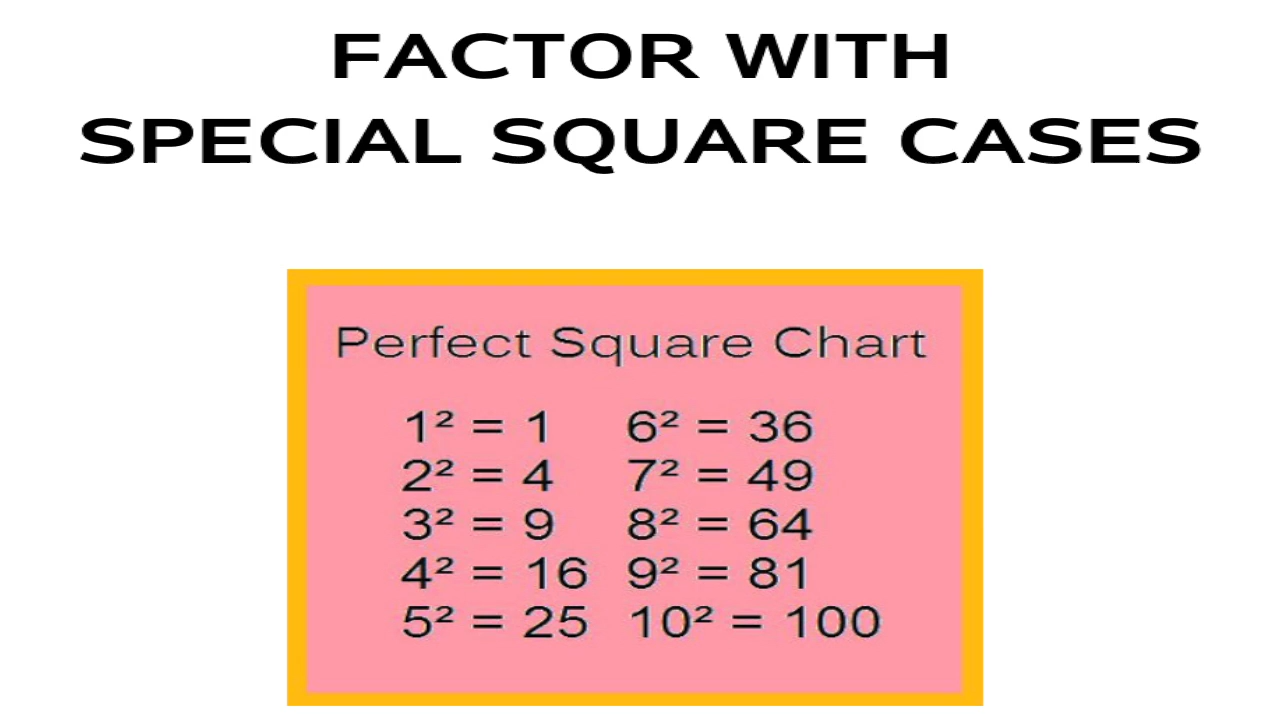 FACTOR WITH
SPECIAL SQUARE CASES
Perfect Square Chart
1² = 1 6² = 36
2² = 4 7² = 49
3² = 9 8² = 64
4² = 16 9² = 81
5² = 25 10² = 100